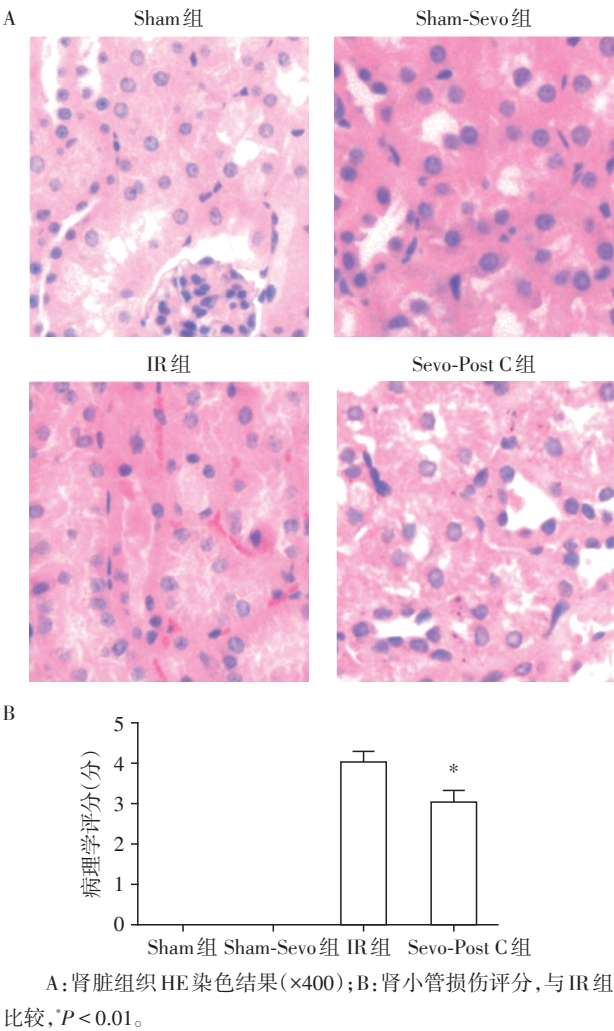 A
Sham组 Sham-Sevo组
IR组 Sevo-Post C组
B
病理学评分(分)
5
4
3
2
1
0
*
Sham组 Sham-Sevo组 IR组 Sevo-Post C组
A:肾脏组织HE染色结果(×400);B:肾小管损伤评分,与IR组
比较,*P<0.01。